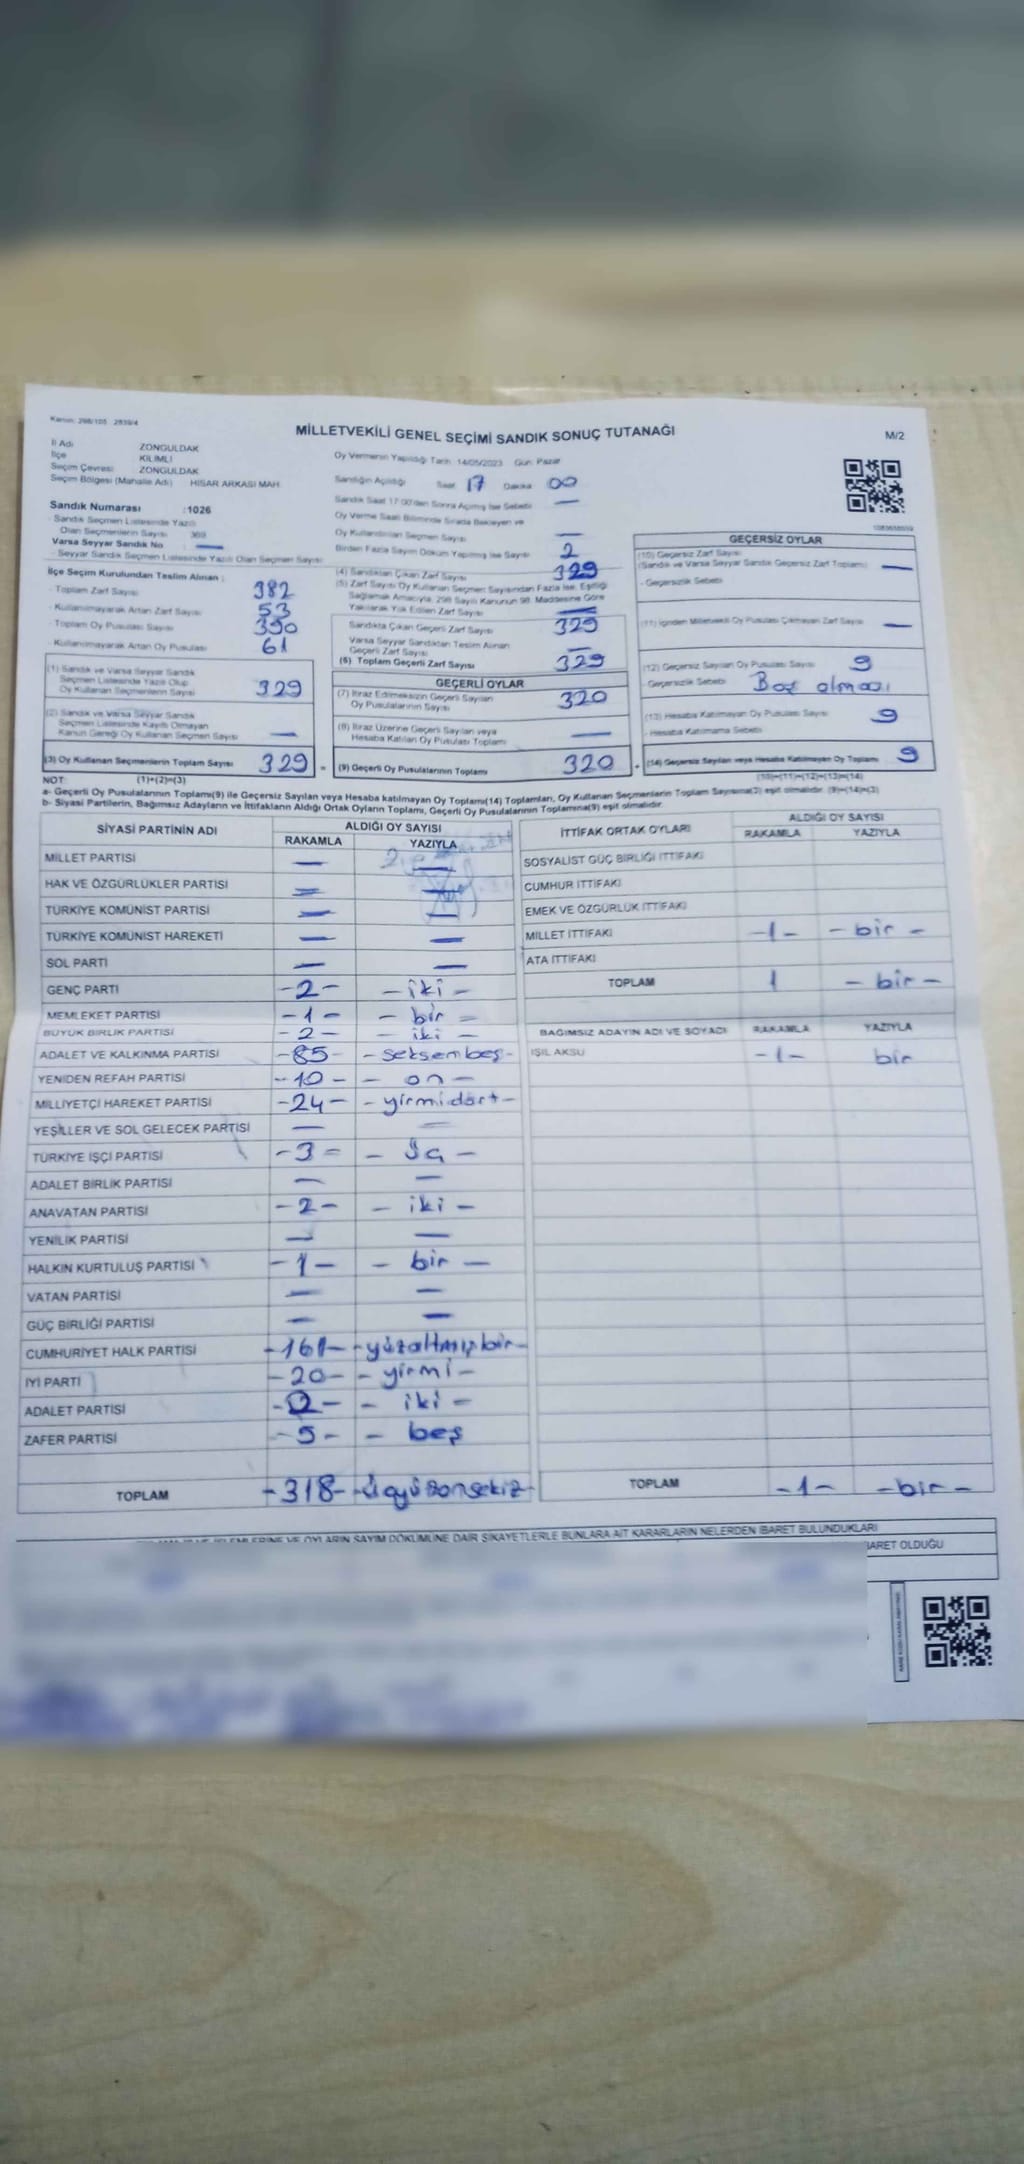 Kanun: 298/105 2839/4
MİLLETVEKİLİ GENEL SEÇİMİ SANDIK SONUÇ TUTANAĞI
M/2
İl Adı ZONGULDAK
İlçe KİLİMLİ
Seçim Çevresi ZONGULDAK
Seçim Bölgesi (Mahalle Adı) HİSAR ARKASI MAH.
Sandık Numarası :1026
- Sandık Seçmen Listesinde Yazılı
Olan Seçmenlerin Sayısı 369
Varsa Seyyar Sandık No : —
- Seyyar Sandık Seçmen Listesinde Yazılı Olan Seçmen Sayısı
İlçe Seçim Kurulundan Teslim Alınan :
- Toplam Zarf Sayısı 382
- Kullanılmayarak Artan Zarf Sayısı 53
- Toplam Oy Pusulası Sayısı 390
- Kullanılmayarak Artan Oy Pusulası 61
(1) Sandık ve Varsa Seyyar Sandık
Seçmen Listesinde Yazılı Olup
Oy Kullanan Seçmenlerin Sayısı 329
(2) Sandık ve Varsa Seyyar Sandık
Seçmen Listesinde Kayıtlı Olmayan
Kanun Gereği Oy Kullanan Seçmen Sayısı —
(3) Oy Kullanan Seçmenlerin Toplam Sayısı 329 =
Oy Vermenin Yapıldığı Tarih: 14/05/2023 Gün: Pazar
Sandığın Açıldığı Saat 17 Dakika 00
Sandık Saat 17:00'den Sonra Açılmış İse Sebebi —
Oy Verme Saati Bitiminde Sırada Bekleyen ve
Oy Kullandırılan Seçmen Sayısı —
Birden Fazla Sayım Döküm Yapılmış İse Sayısı 2
(4) Sandıktan Çıkan Zarf Sayısı 329
(5) Zarf Sayısı Oy Kullanan Seçmen Sayısından Fazla İse, Eşitliği
Sağlamak Amacıyla, 298 Sayılı Kanunun 98. Maddesine Göre
Yakılarak Yok Edilen Zarf Sayısı —
Sandıkta Çıkan Geçerli Zarf Sayısı 329
Varsa Seyyar Sandıktan Teslim Alınan
Geçerli Zarf Sayısı —
(6) Toplam Geçerli Zarf Sayısı 329
GEÇERLİ OYLAR
(7) İtiraz Edilmeksizin Geçerli Sayılan
Oy Pusulalarının Sayısı 320
(8) İtiraz Üzerine Geçerli Sayılan veya
Hesaba Katılan Oy Pusulası Toplamı —
(9) Geçerli Oy Pusulalarının Toplamı 320 +
GEÇERSİZ OYLAR
(10) Geçersiz Zarf Sayısı
(Sandık ve Varsa Seyyar Sandık Geçersiz Zarf Toplamı) —
- Geçersizlik Sebebi
(11) İçinden Milletvekili Oy Pusulası Çıkmayan Zarf Sayısı —
(12) Geçersiz Sayılan Oy Pusulası Sayısı 9
- Geçersizlik Sebebi Boş olması
(13) Hesaba Katılmayan Oy Pusulası Sayısı 9
- Hesaba Katılmama Sebebi
(14) Geçersiz Sayılan veya Hesaba Katılmayan Oy Toplamı 9
NOT: (1)+(2)=(3) (10)+(11)+(12)+(13)=(14)
a- Geçerli Oy Pusulalarının Toplamı(9) ile Geçersiz Sayılan veya Hesaba katılmayan Oy Toplamı(14) Toplamları, Oy Kullanan Seçmenlerin Toplam Sayısına(3) eşit olmalıdır. (9)+(14)=(3)
b- Siyasi Partilerin, Bağımsız Adayların ve İttifakların Aldığı Ortak Oyların Toplamı, Geçerli Oy Pusulalarının Toplamına(9) eşit olmalıdır.
SİYASİ PARTİNİN ADI ALDIĞI OY SAYISI
RAKAMLA YAZIYLA
MİLLET PARTİSİ — —
HAK VE ÖZGÜRLÜKLER PARTİSİ — —
TÜRKİYE KOMÜNİST PARTİSİ — —
TÜRKİYE KOMÜNİST HAREKETİ — —
SOL PARTİ — —
GENÇ PARTİ -2- -iki-
MEMLEKET PARTİSİ -1- -bir-
BÜYÜK BİRLİK PARTİSİ -2- -iki-
ADALET VE KALKINMA PARTİSİ -85- -seksenbeş-
YENİDEN REFAH PARTİSİ -10- -on-
MİLLİYETÇİ HAREKET PARTİSİ -24- -yirmidört-
YEŞİLLER VE SOL GELECEK PARTİSİ — —
TÜRKİYE İŞÇİ PARTİSİ -3- -üç-
ADALET BİRLİK PARTİSİ — —
ANAVATAN PARTİSİ -2- -iki-
YENİLİK PARTİSİ — —
HALKIN KURTULUŞ PARTİSİ -1- -bir-
VATAN PARTİSİ — —
GÜÇ BİRLİĞİ PARTİSİ — —
CUMHURİYET HALK PARTİSİ -161- -yüzaltmışbir-
İYİ PARTİ -20- -yirmi-
ADALET PARTİSİ -2- -iki-
ZAFER PARTİSİ -5- -beş
TOPLAM -318- -üçyüzonsekiz-
İTTİFAK ORTAK OYLARI ALDIĞI OY SAYISI
RAKAMLA YAZIYLA
SOSYALİST GÜÇ BİRLİĞİ İTTİFAKI
CUMHUR İTTİFAKI
EMEK VE ÖZGÜRLÜK İTTİFAKI
MİLLET İTTİFAKI -1- -bir-
ATA İTTİFAKI
TOPLAM 1 -bir-
BAĞIMSIZ ADAYIN ADI VE SOYADI RAKAMLA YAZIYLA
IŞIL AKSU -1- bir
TOPLAM -1- -bir-
İŞLEMLERİNE VE OYLARIN SAYIM DÖKÜMÜNE DAİR ŞİKAYETLERLE BUNLARA AİT KARARLARIN NELERDEN İBARET BULUNDUKLARI
İBARET OLDUĞU